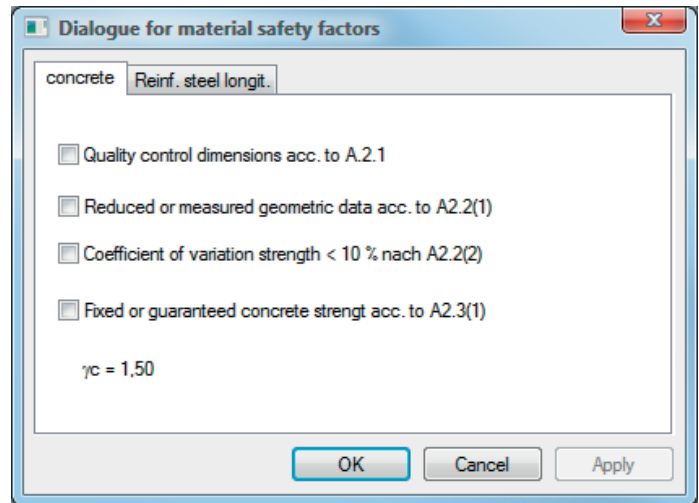 Dialogue for material safety factors
concrete Reinf. steel longit.
Quality control dimensions acc. to A.2.1
Reduced or measured geometric data acc. to A2.2(1)
Coefficient of variation strength < 10 % nach A2.2(2)
Fixed or guaranteed concrete strengt acc. to A2.3(1)
γc = 1,50
OK Cancel Apply